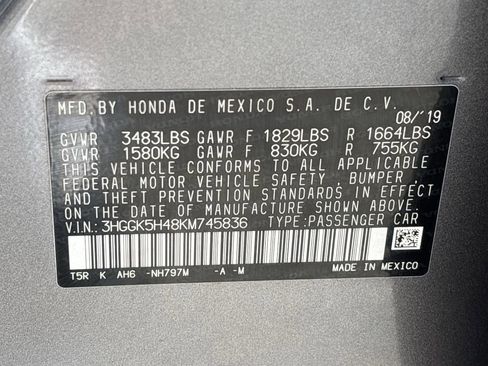 MFD. BY HONDA DE MEXICO S.A. DE C.V.
08/'19
GVWR 3483LBS GAWR F 1829LBS R 1664LBS
GVWR 1580KG GAWR F 830KG R 755KG
THIS VEHICLE CONFORMS TO ALL APPLICABLE
FEDERAL MOTOR VEHICLE SAFETY, BUMPER,
AND THEFT PREVENTION STANDARDS IN EFFECT
ON THE DATE OF MANUFACTURE SHOWN ABOVE.
V.I.N.: 3HGGK5H48KM745836 TYPE:PASSENGER CAR
T5R K AH6 -NH797M -A -M
MADE IN MEXICO